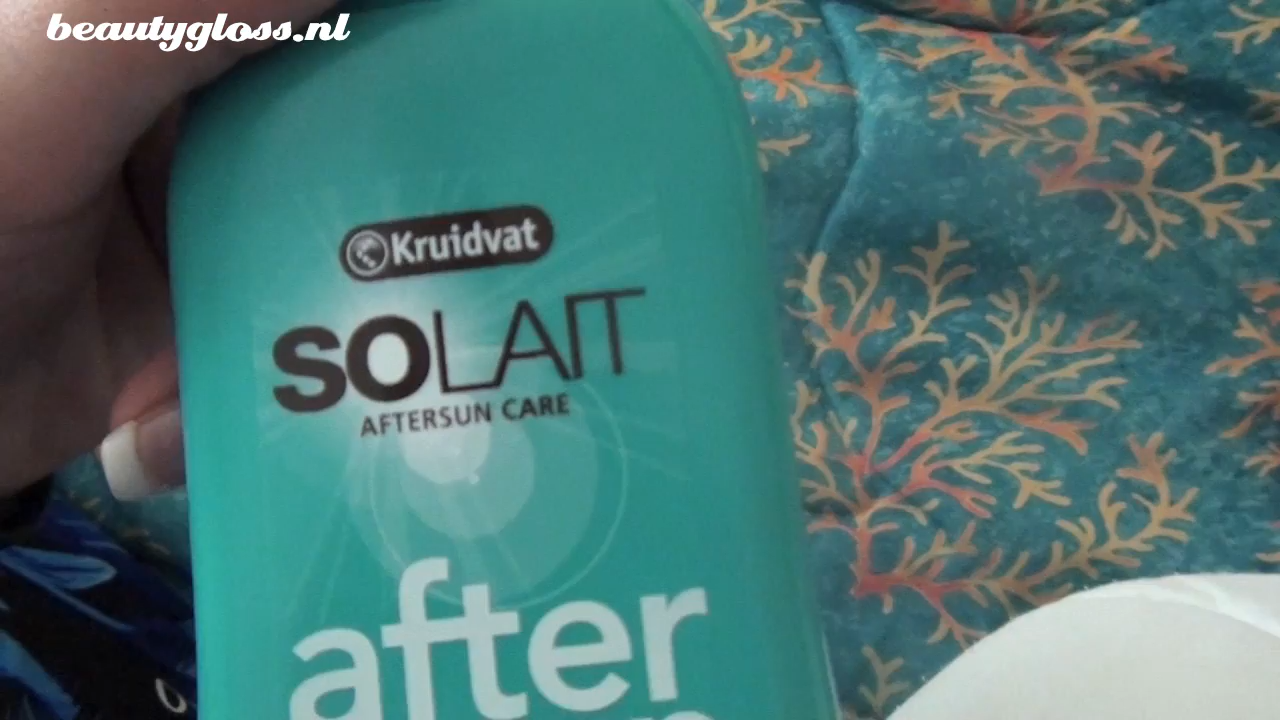 beautygloss.nl
Kruidvat
SOLAIT
AFTERSUN CARE
after